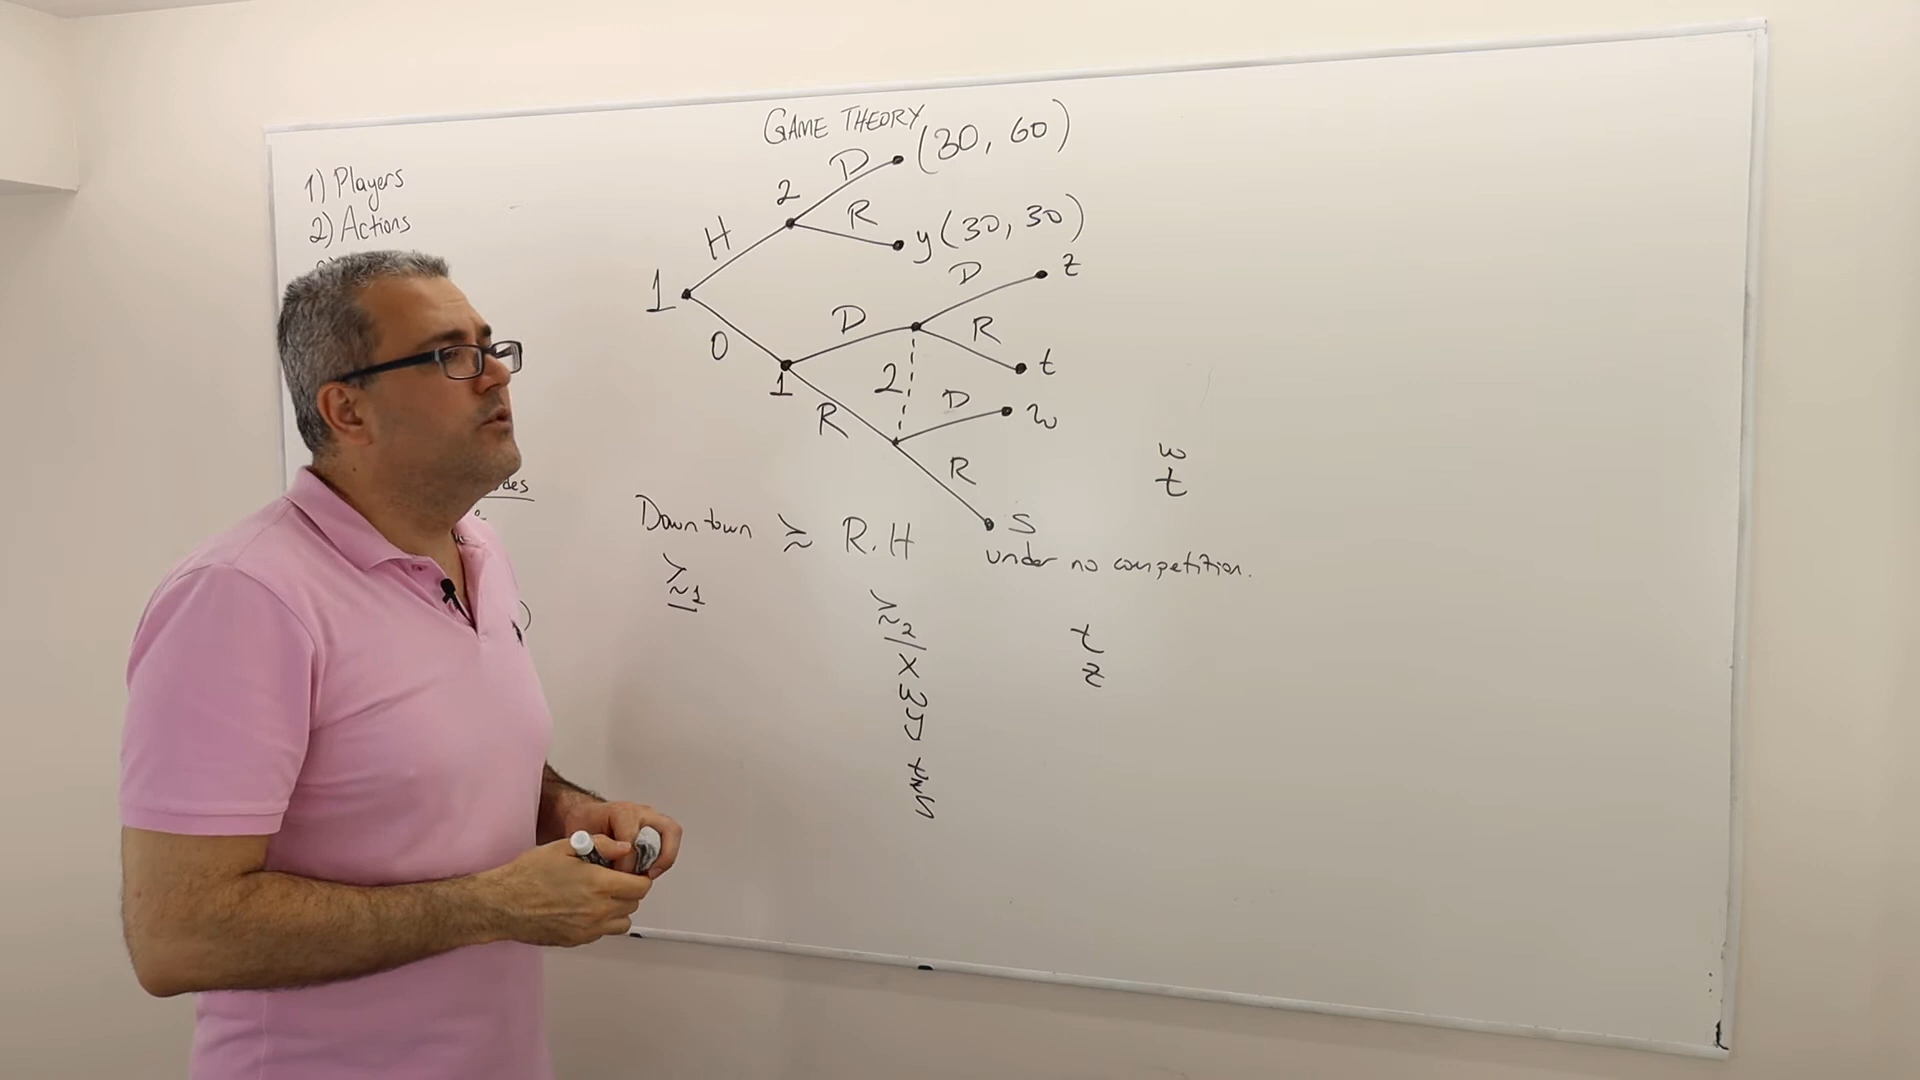 GAME THEORY
1) Players
2) Actions
D (30, 60)
2
R
H
y (30, 30)
1
D z
O
D
R
t
1
2
D
w
R
R
s
w
t
Downtown ≿ R.H
under no competition.
≿1
≿2
x
w
y
t
z
s
t
z